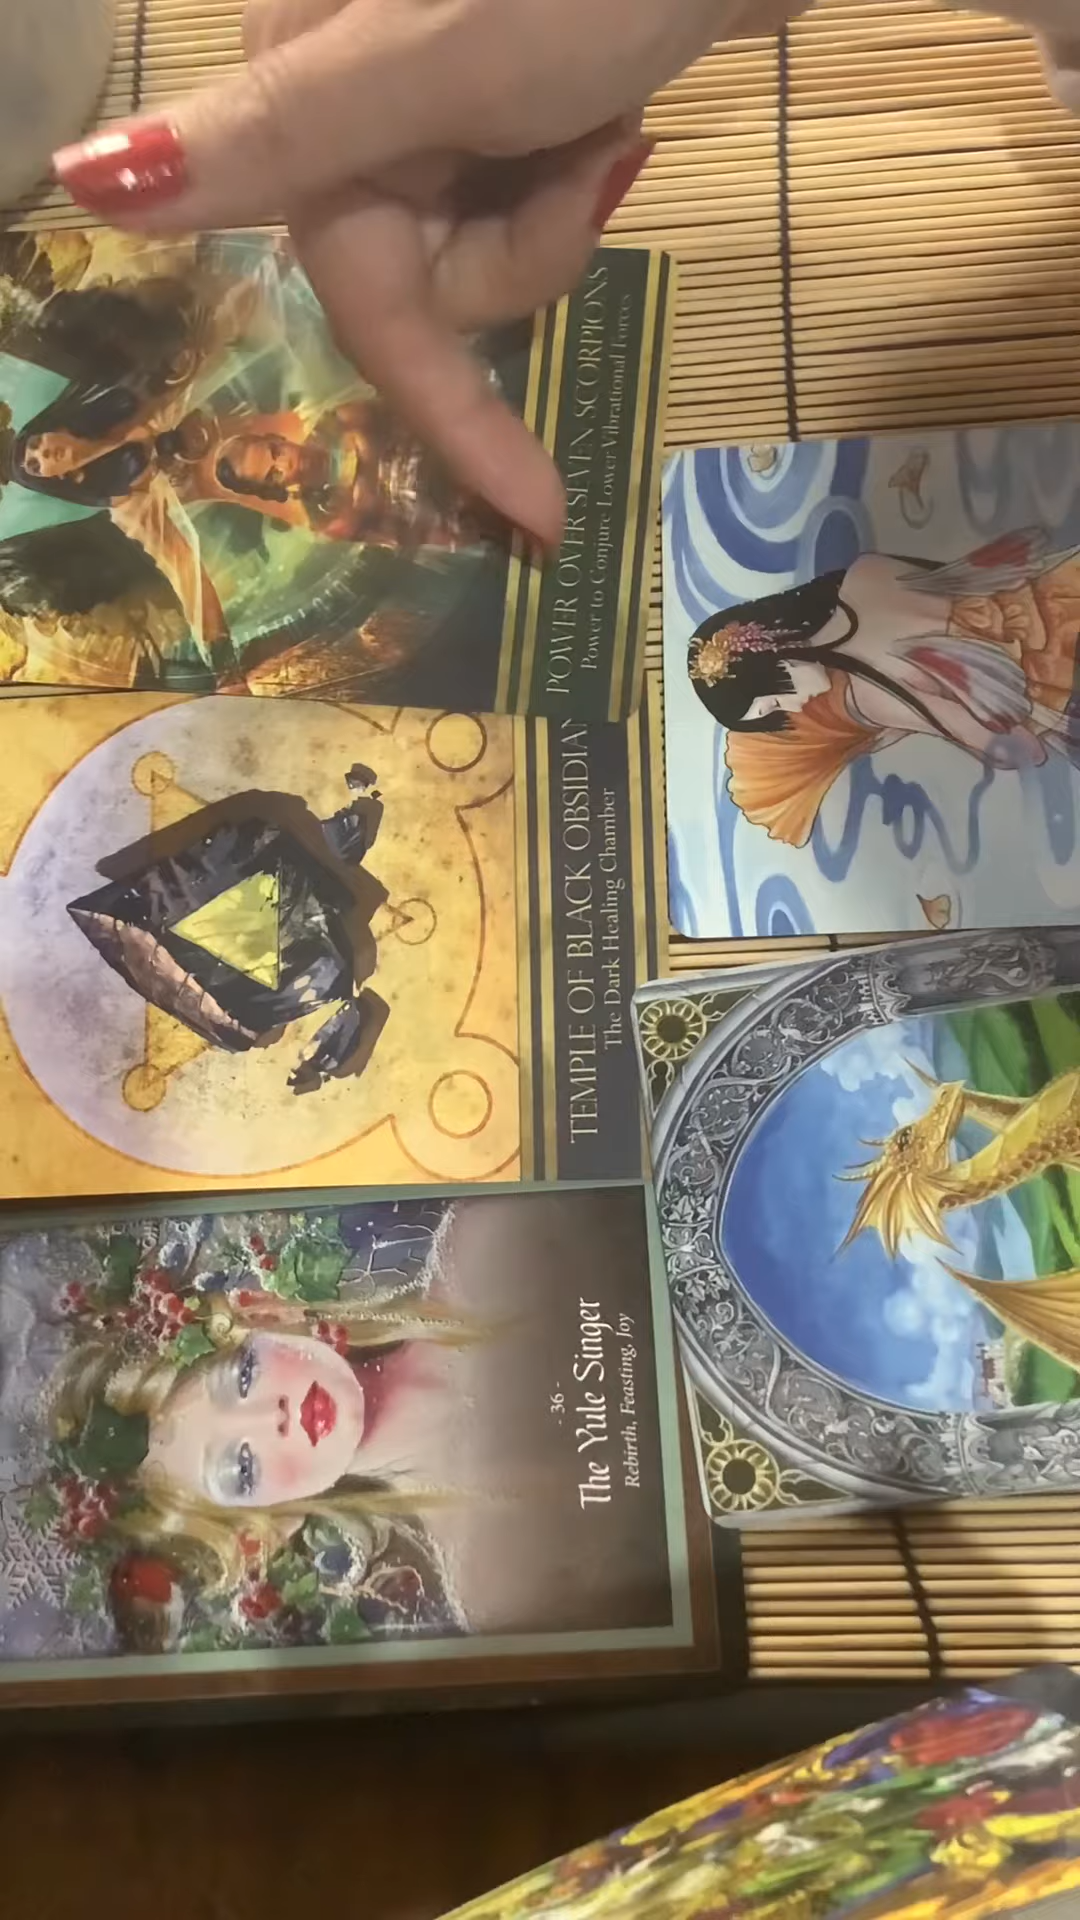 POWER OVER SEVEN SCORPIONS
Power to Conjure Lower Vibrational Forces
TEMPLE OF BLACK OBSIDIAN
The Dark Healing Chamber
- 36 -
The Yule Singer
Rebirth, Feasting, Joy